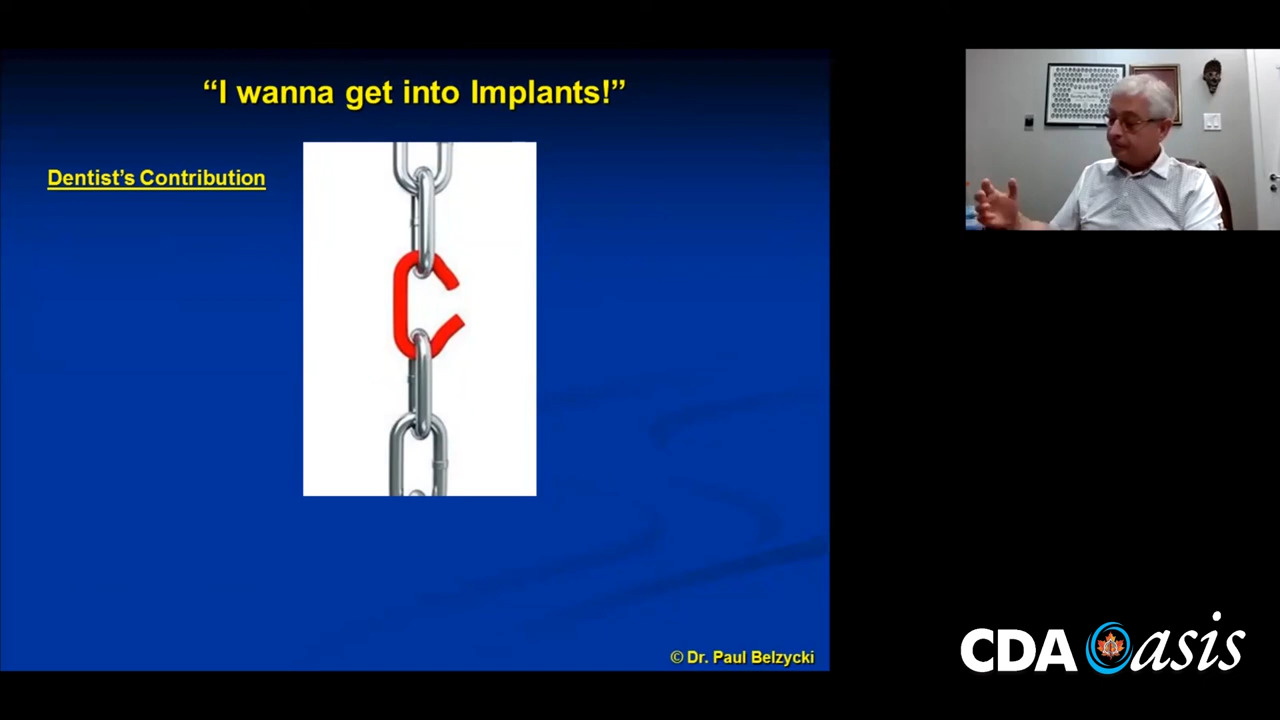 “I wanna get into Implants!”
Dentist’s Contribution
© Dr. Paul Belzycki
CDA Oasis